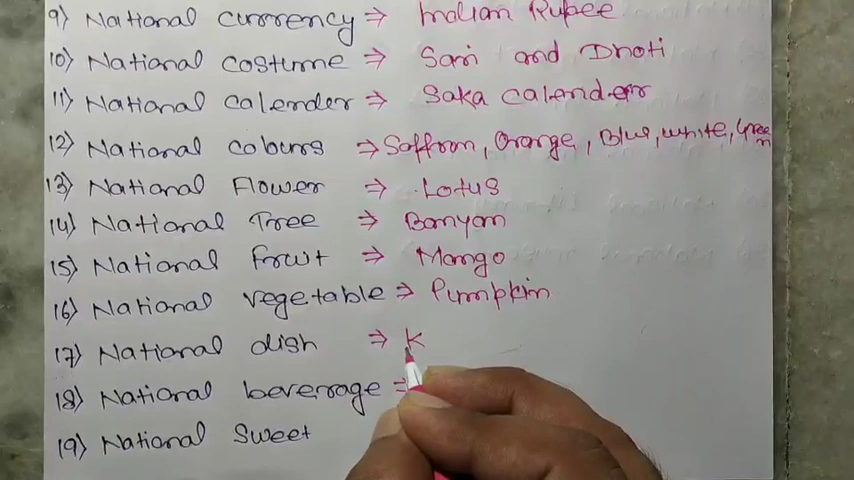 9) National currency ⇒ Indian Rupee
10) National costume ⇒ Sari and Dhoti
11) National calender ⇒ Saka calender
12) National colours ⇒ Saffron, Orange, Blue, white, Green
13) National Flower ⇒ Lotus
14) National Tree ⇒ Banyan
15) National fruit ⇒ Mango
16) National vegetable ⇒ Pumpkin
17) National dish ⇒ K
18) National beverage ⇒
19) National Sweet